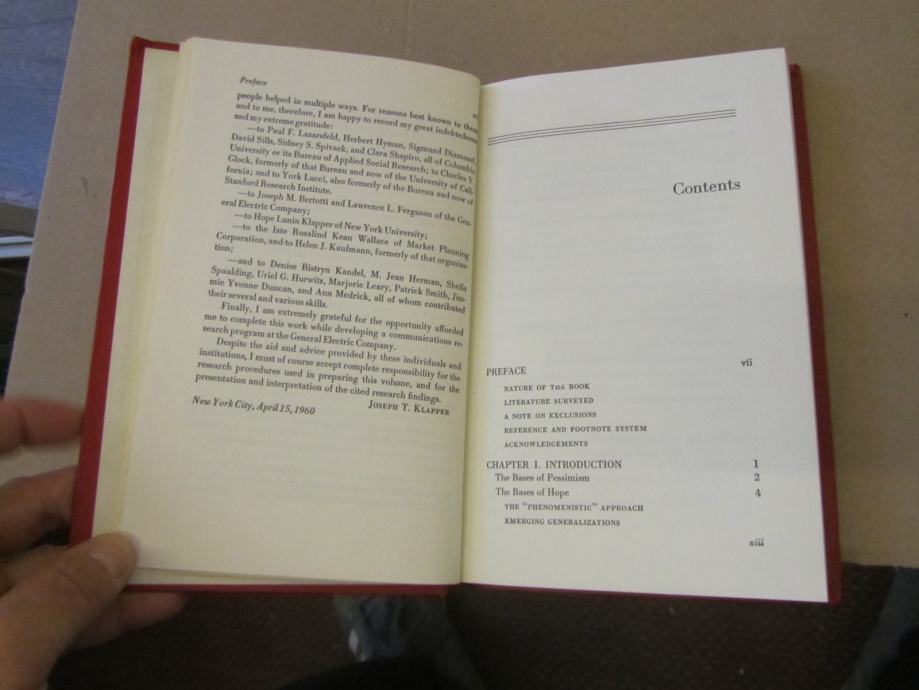 Preface
people helped in multiple ways. For reasons best known to them
and to me, therefore, I am happy to record my great indebtedness
and my extreme gratitude:
—to Paul F. Lazarsfeld, Herbert Hyman, Sigmund Diamond,
David Sills, Sidney S. Spivack, and Clara Shapiro, all of Columbia
University or its Bureau of Applied Social Research; to Charles Y.
Glock, formerly of that Bureau and now of the University of Cali-
fornia; and to York Lucci, also formerly of the Bureau and now of
Stanford Research Institute.
—to Joseph M. Bertotti and Lawrence L. Ferguson of the Gen-
eral Electric Company;
—to Hope Lunin Klapper of New York University;
—to the late Rosalind Kean Wallace of Market Planning
Corporation, and to Helen J. Kaufmann, formerly of that organiza-
tion;
—and to Denise Bistryn Kandel, M. Jean Herman, Sheila
Spaulding, Uriel G. Hurwitz, Marjorie Leary, Patrick Smith, Jim-
mie Yvonne Duncan, and Ann Medrick, all of whom contributed
their several and various skills.
Finally, I am extremely grateful for the opportunity afforded
me to complete this work while developing a communications re-
search program at the General Electric Company.
Despite the aid and advice provided by these individuals and
institutions, I must of course accept complete responsibility for the
research procedures used in preparing this volume, and for the
presentation and interpretation of the cited research findings.
New York City, April 15, 1960 JOSEPH T. KLAPPER
Contents
PREFACE vii
NATURE OF THE BOOK
LITERATURE SURVEYED
A NOTE ON EXCLUSIONS
REFERENCE AND FOOTNOTE SYSTEM
ACKNOWLEDGEMENTS
CHAPTER I. INTRODUCTION 1
The Bases of Pessimism 2
The Bases of Hope 4
THE "PHENOMENISTIC" APPROACH
EMERGING GENERALIZATIONS
xiii